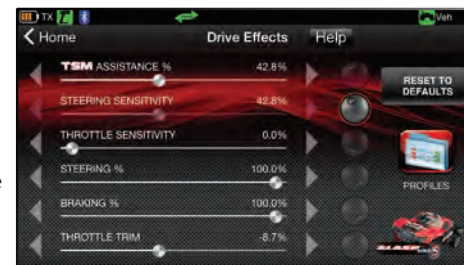 TX Veh
Home Drive Effects Help
TSM ASSISTANCE % 42.8%
STEERING SENSITIVITY 42.8%
THROTTLE SENSITIVITY 0.0%
STEERING % 100.0%
BRAKING % 100.0%
THROTTLE TRIM -8.7%
RESET TO
DEFAULTS
PROFILES
SLASH
e